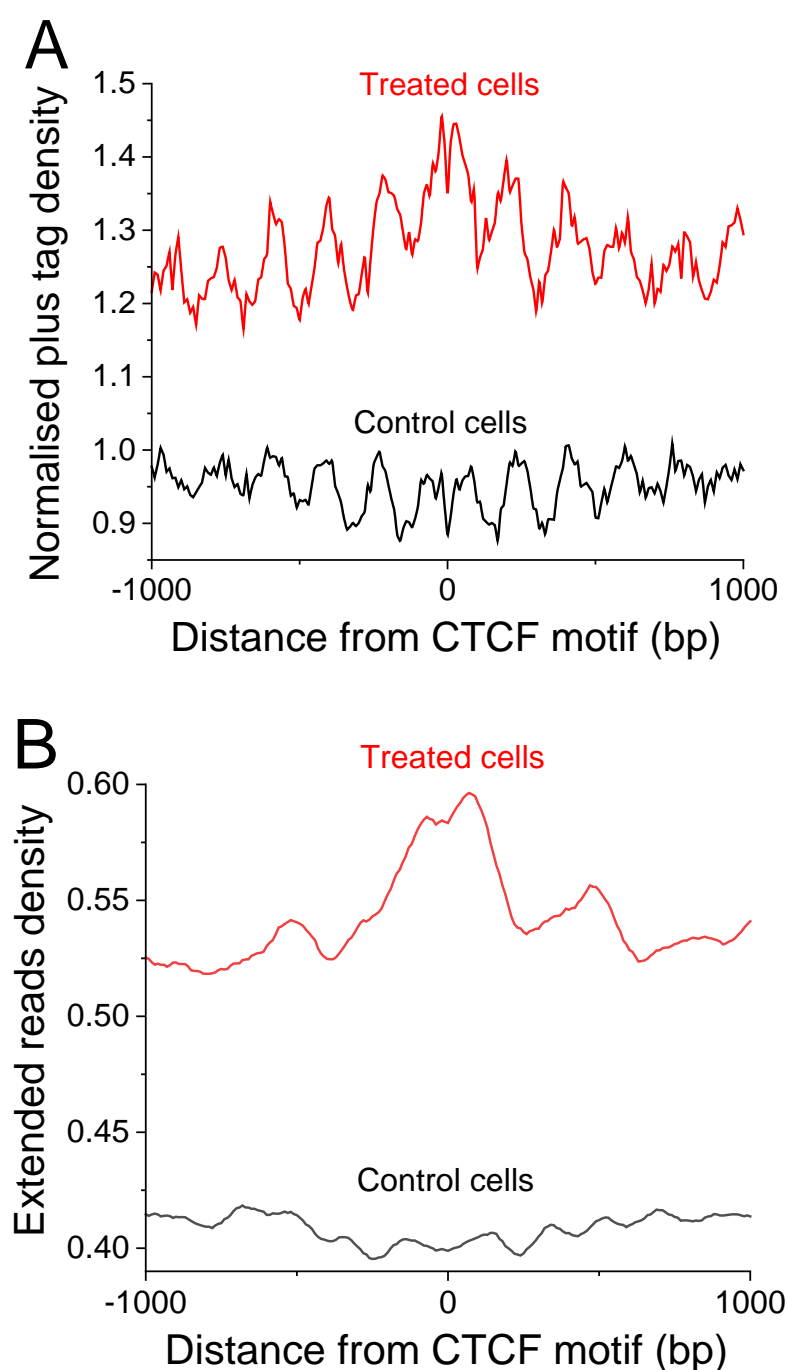 A
Normalised plus tag density
1.5
1.4
1.3
1.2
1.1
1.0
0.9
Treated cells
Control cells
-1000
0
1000
Distance from CTCF motif (bp)
B
Extended reads density
0.60
0.55
0.50
0.45
0.40
Treated cells
Control cells
-1000
0
1000
Distance from CTCF motif (bp)